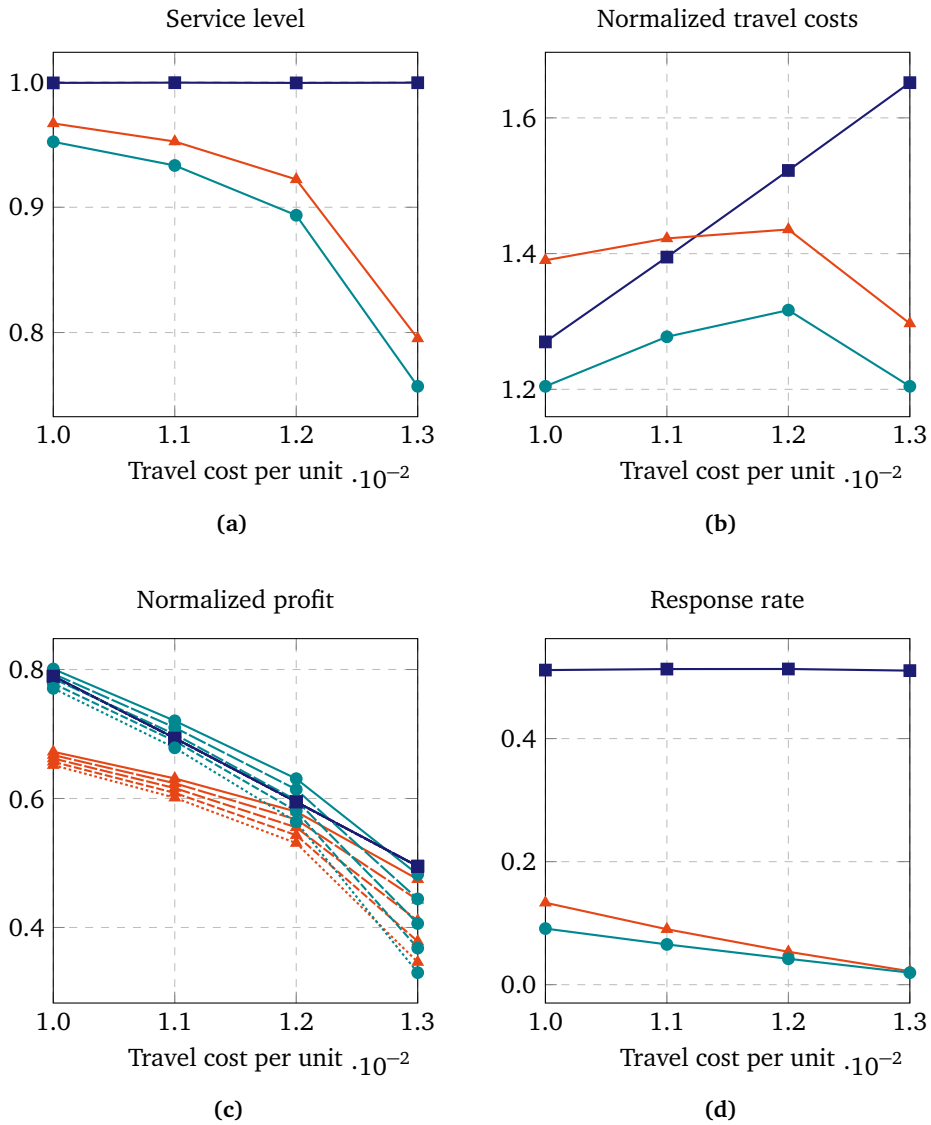 Service level
1.0
0.9
0.8
1.0 1.1 1.2 1.3
Travel cost per unit ·10⁻²
(a)
Normalized travel costs
1.6
1.4
1.2
1.0 1.1 1.2 1.3
Travel cost per unit ·10⁻²
(b)
Normalized profit
0.8
0.6
0.4
1.0 1.1 1.2 1.3
Travel cost per unit ·10⁻²
(c)
Response rate
0.4
0.2
0.0
1.0 1.1 1.2 1.3
Travel cost per unit ·10⁻²
(d)